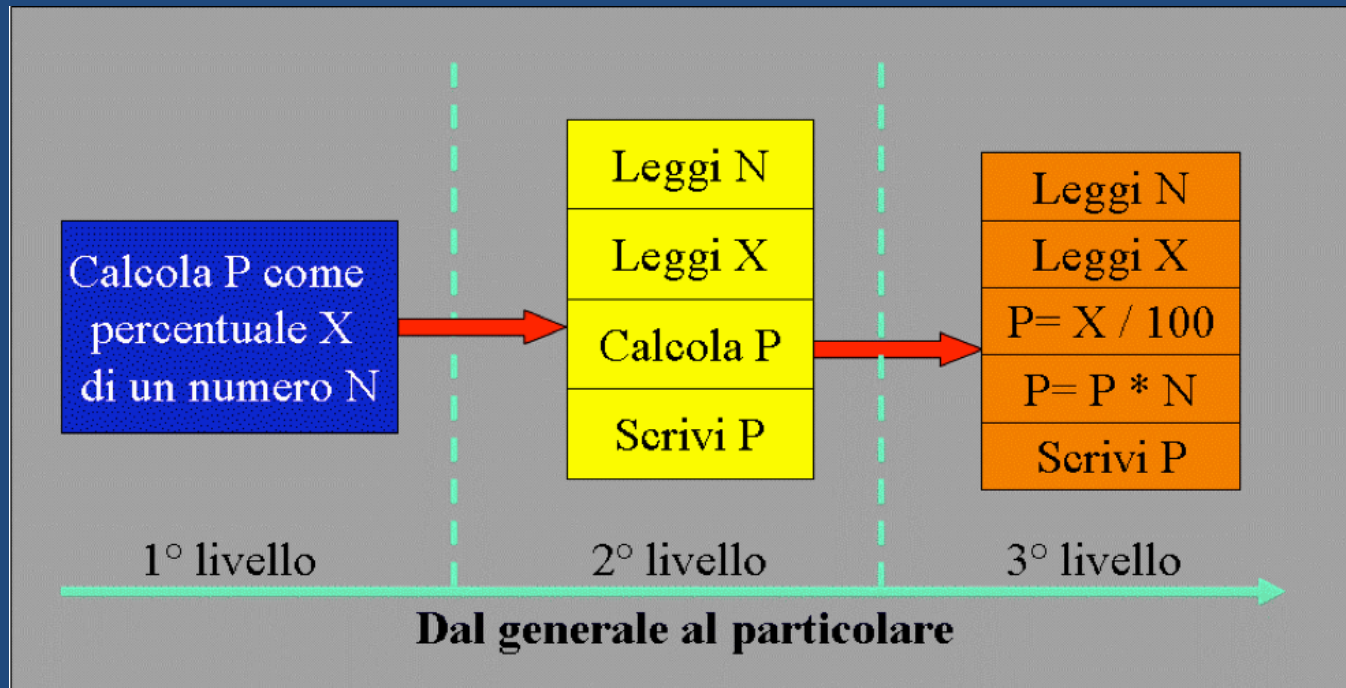 Calcola P come
percentuale X
di un numero N
Leggi N
Leggi X
Calcola P
Scrivi P
Leggi N
Leggi X
P= X / 100
P= P * N
Scrivi P
1° livello
2° livello
3° livello
Dal generale al particolare